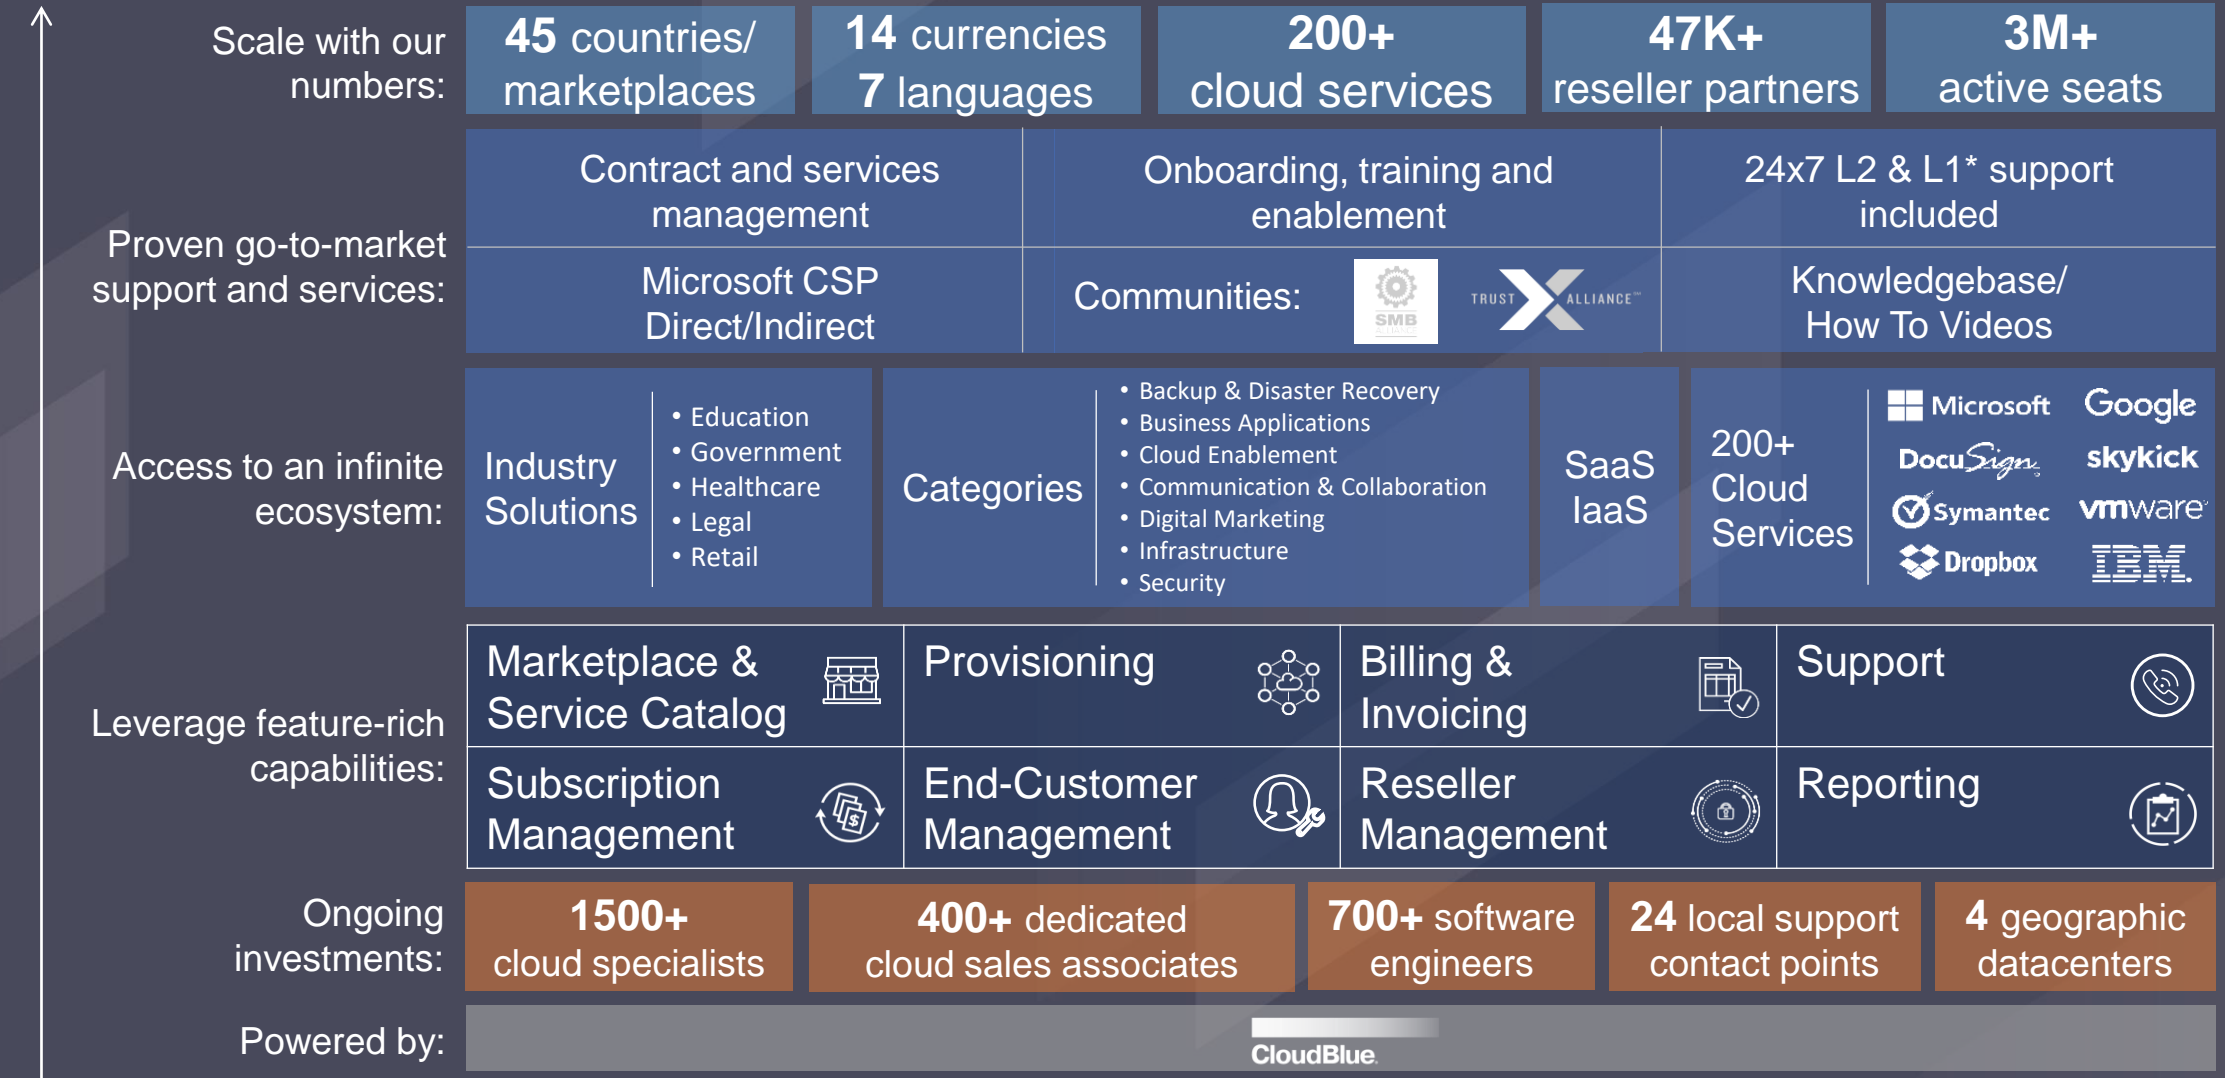 Scale with our
numbers:
45 countries/
marketplaces
14 currencies
7 languages
200+
cloud services
47K+
reseller partners
3M+
active seats
Proven go-to-market
support and services:
Contract and services
management
Onboarding, training and
enablement
24x7 L2 & L1* support
included
Microsoft CSP
Direct/Indirect
Communities:
SMB
ALLIANCE
TRUST X ALLIANCE
Knowledgebase/
How To Videos
Access to an infinite
ecosystem:
Industry
Solutions
• Education
• Government
• Healthcare
• Legal
• Retail
Categories
• Backup & Disaster Recovery
• Business Applications
• Cloud Enablement
• Communication & Collaboration
• Digital Marketing
• Infrastructure
• Security
SaaS
IaaS
200+
Cloud
Services
Microsoft Google
DocuSign skykick
Symantec vmware
Dropbox IBM
Leverage feature-rich
capabilities:
Marketplace &
Service Catalog
Provisioning
Billing &
Invoicing
Support
Subscription
Management
End-Customer
Management
Reseller
Management
Reporting
Ongoing
investments:
1500+
cloud specialists
400+ dedicated
cloud sales associates
700+ software
engineers
24 local support
contact points
4 geographic
datacenters
Powered by:
CloudBlue